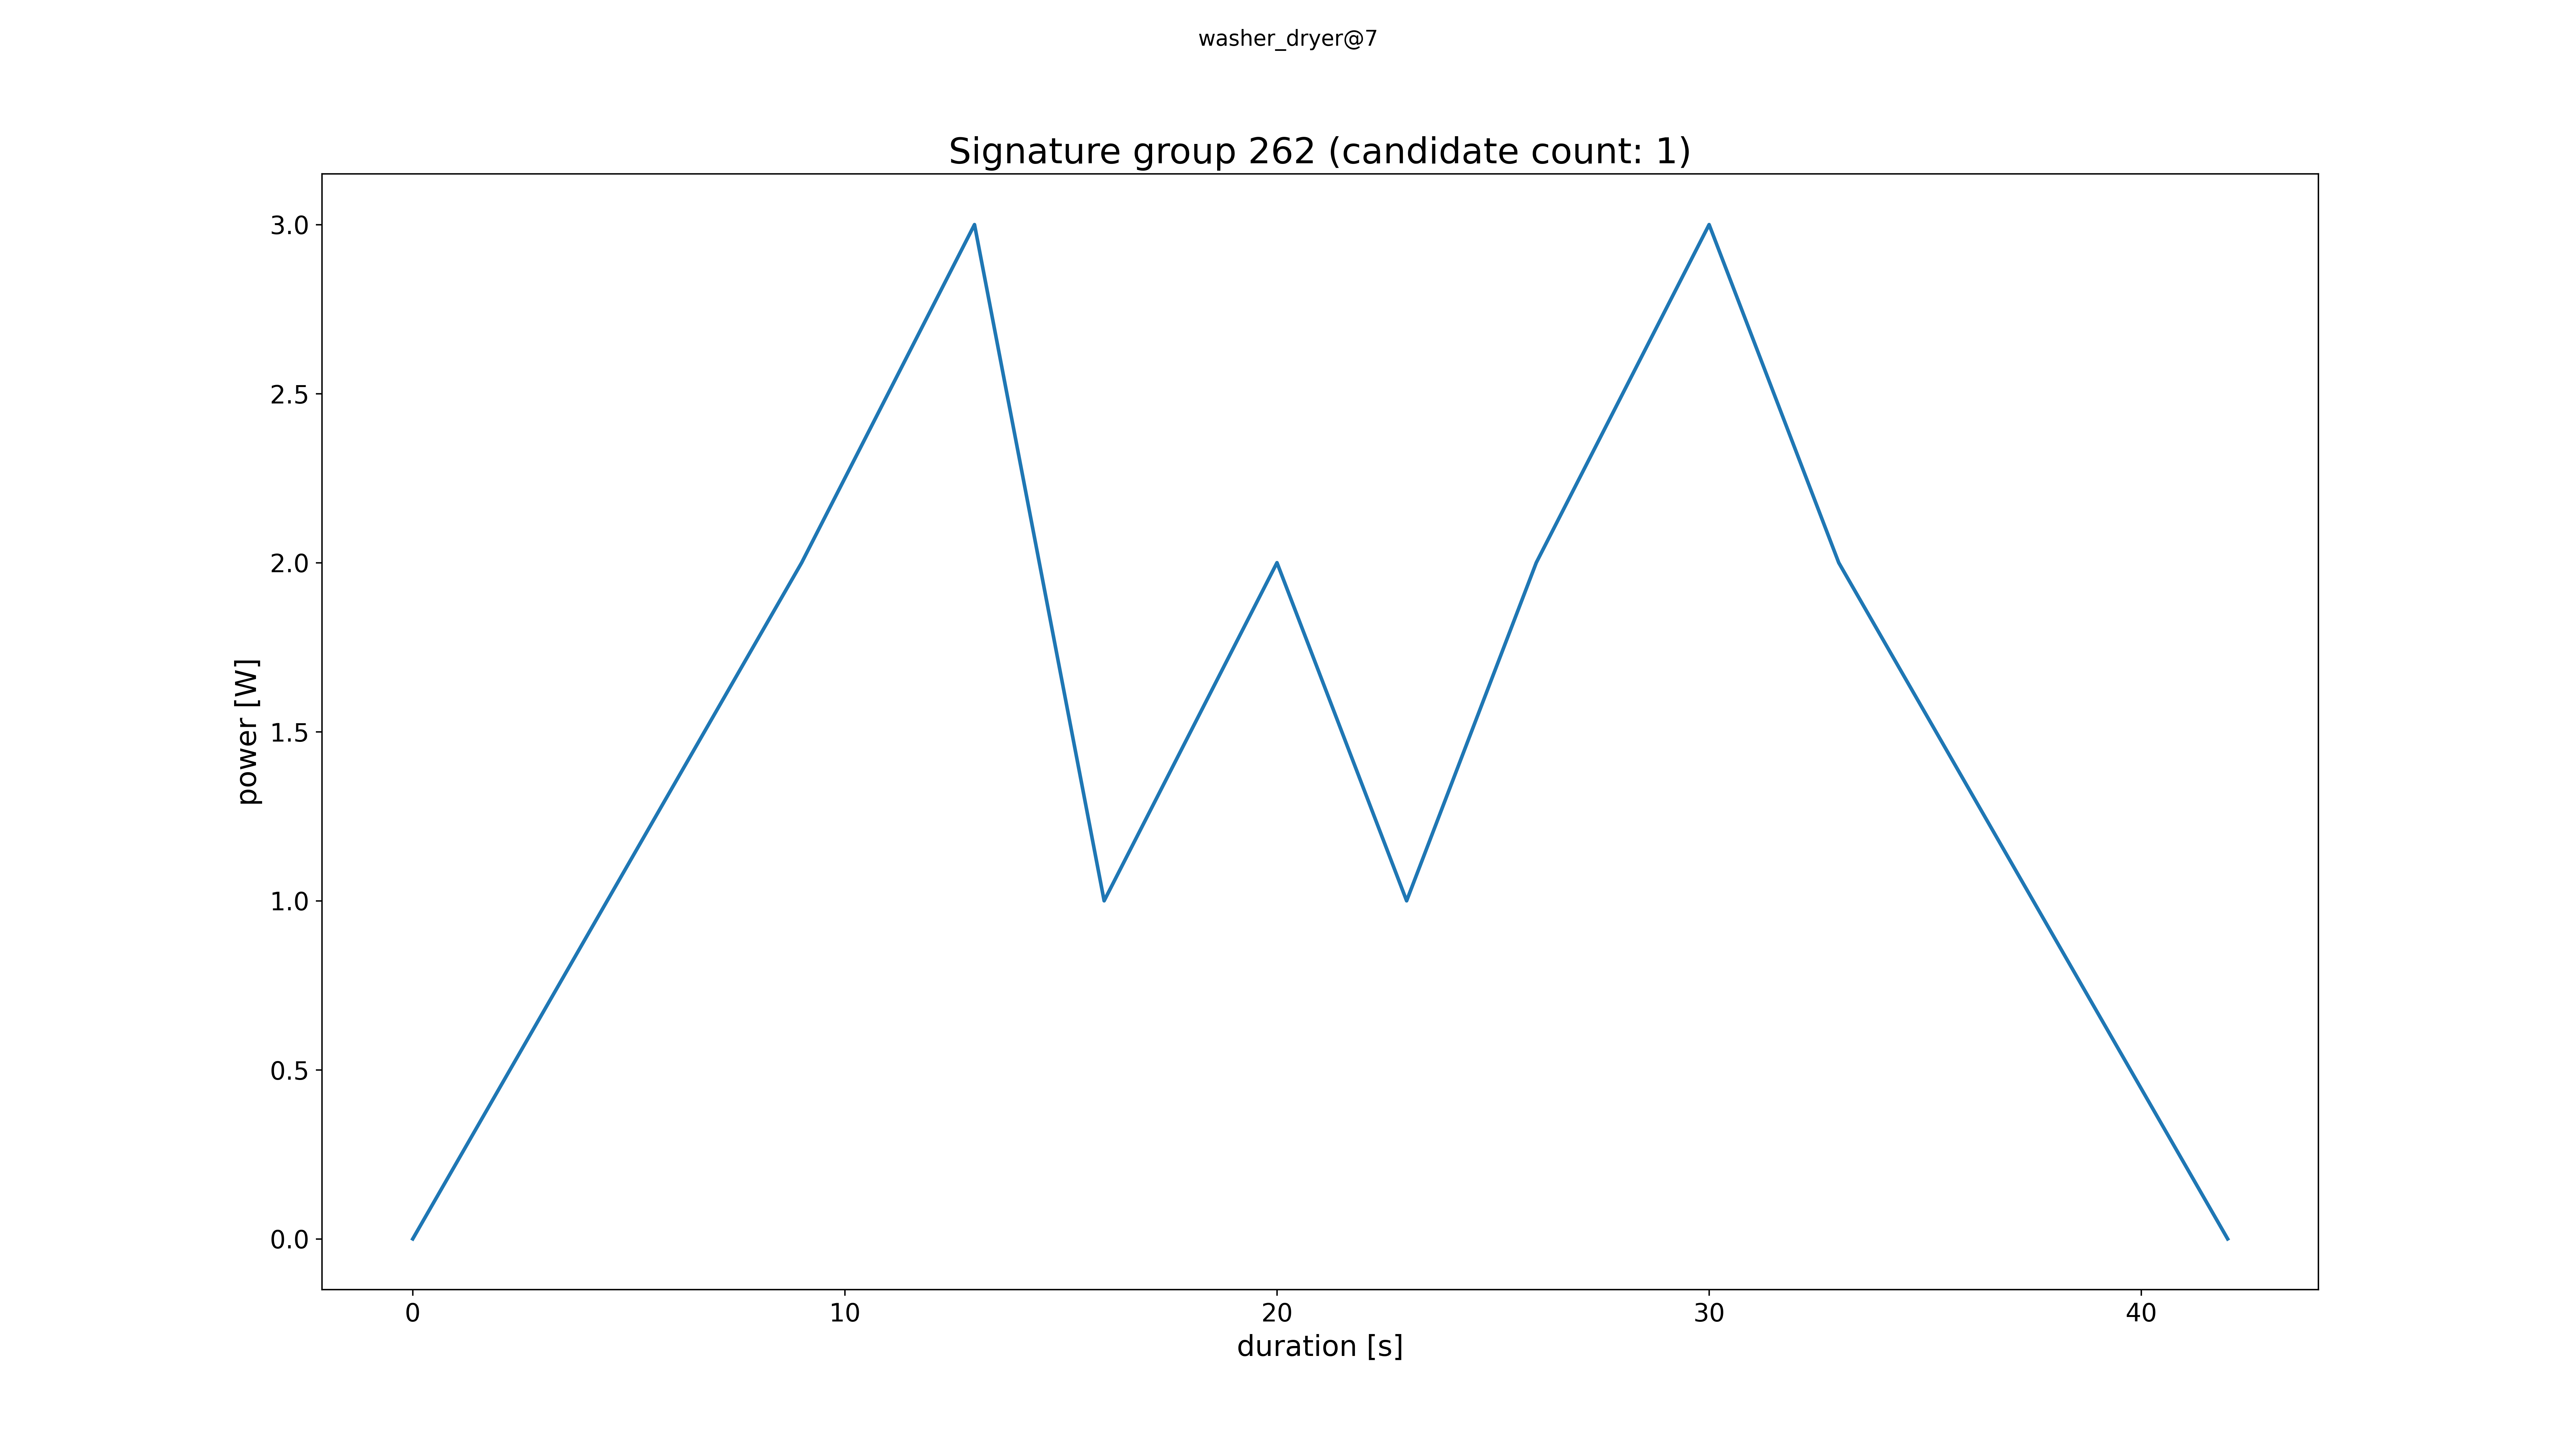 washer_dryer@7
Signature group 262 (candidate count: 1)
3.0
2.5
2.0
1.5
1.0
0.5
0.0
power [W]
0 10 20 30 40
duration [s]